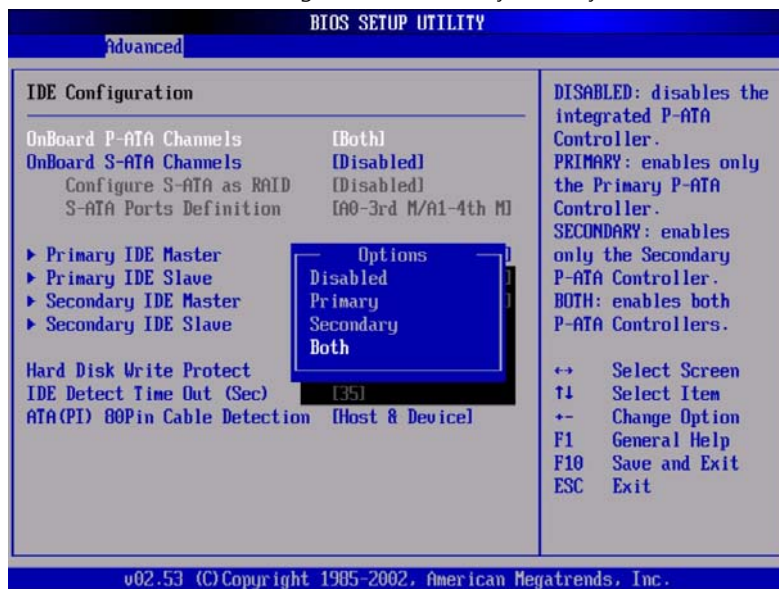 BIOS SETUP UTILITY
Advanced
IDE Configuration
OnBoard P-ATA Channels [Both]
OnBoard S-ATA Channels [Disabled]
Configure S-ATA as RAID [Disabled]
S-ATA Ports Definition [A0-3rd M/A1-4th M]
Primary IDE Master
Primary IDE Slave
Secondary IDE Master
Secondary IDE Slave
Hard Disk Write Protect
IDE Detect Time Out (Sec) [35]
ATA(PI) 80Pin Cable Detection [Host & Device]
Options
Disabled
Primary
Secondary
Both
DISABLED: disables the
integrated P-ATA
Controller.
PRIMARY: enables only
the Primary P-ATA
Controller.
SECONDARY: enables
only the Secondary
P-ATA Controller.
BOTH: enables both
P-ATA Controllers.
↔ Select Screen
↑↓ Select Item
+- Change Option
F1 General Help
F10 Save and Exit
ESC Exit
v02.53 (C)Copyright 1985-2002, American Megatrends, Inc.